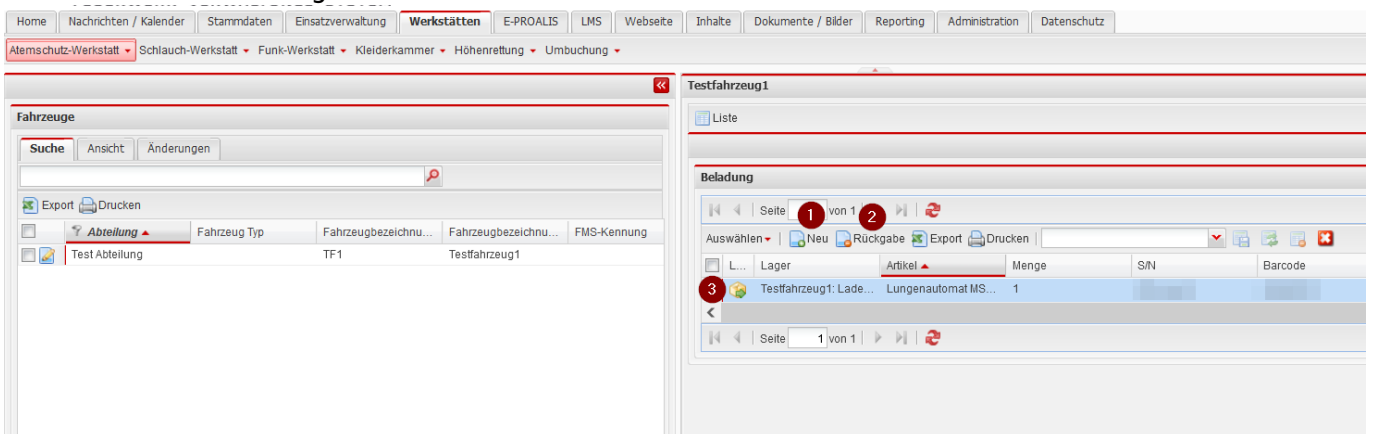 Home Nachrichten / Kalender Stammdaten Einsatzverwaltung Werkstätten E-PROALIS LMS Webseite Inhalte Dokumente / Bilder Reporting Administration Datenschutz
Atemschutz-Werkstatt Schlauch-Werkstatt Funk-Werkstatt Kleiderkammer Höhenrettung Umbuchung
Fahrzeuge
Suche Ansicht Änderungen
Export Drucken
Abteilung Fahrzeug Typ Fahrzeugbezeichnu... Fahrzeugbezeichnu... FMS-Kennung
Test Abteilung TF1 Testfahrzeug1
Testfahrzeug1
Liste
Beladung
Seite 1 von 1 2
Auswählen Neu Rückgabe Export Drucken
L... Lager Artikel Menge S/N Barcode
3 Testfahrzeug1: Lade... Lungenautomat MS... 1
Seite 1 von 1